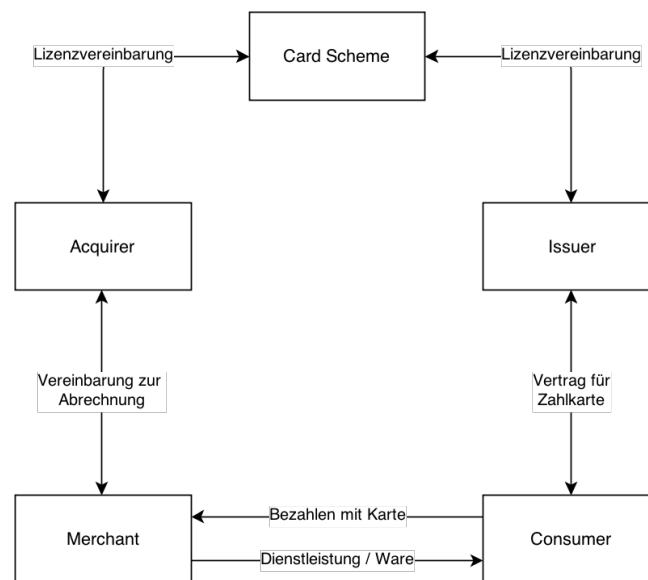 Lizenzvereinbarung
Card Scheme
Lizenzvereinbarung
Acquirer
Issuer
Vereinbarung zur
Abrechnung
Vertrag für
Zahlkarte
Merchant
Bezahlen mit Karte
Dienstleistung / Ware
Consumer